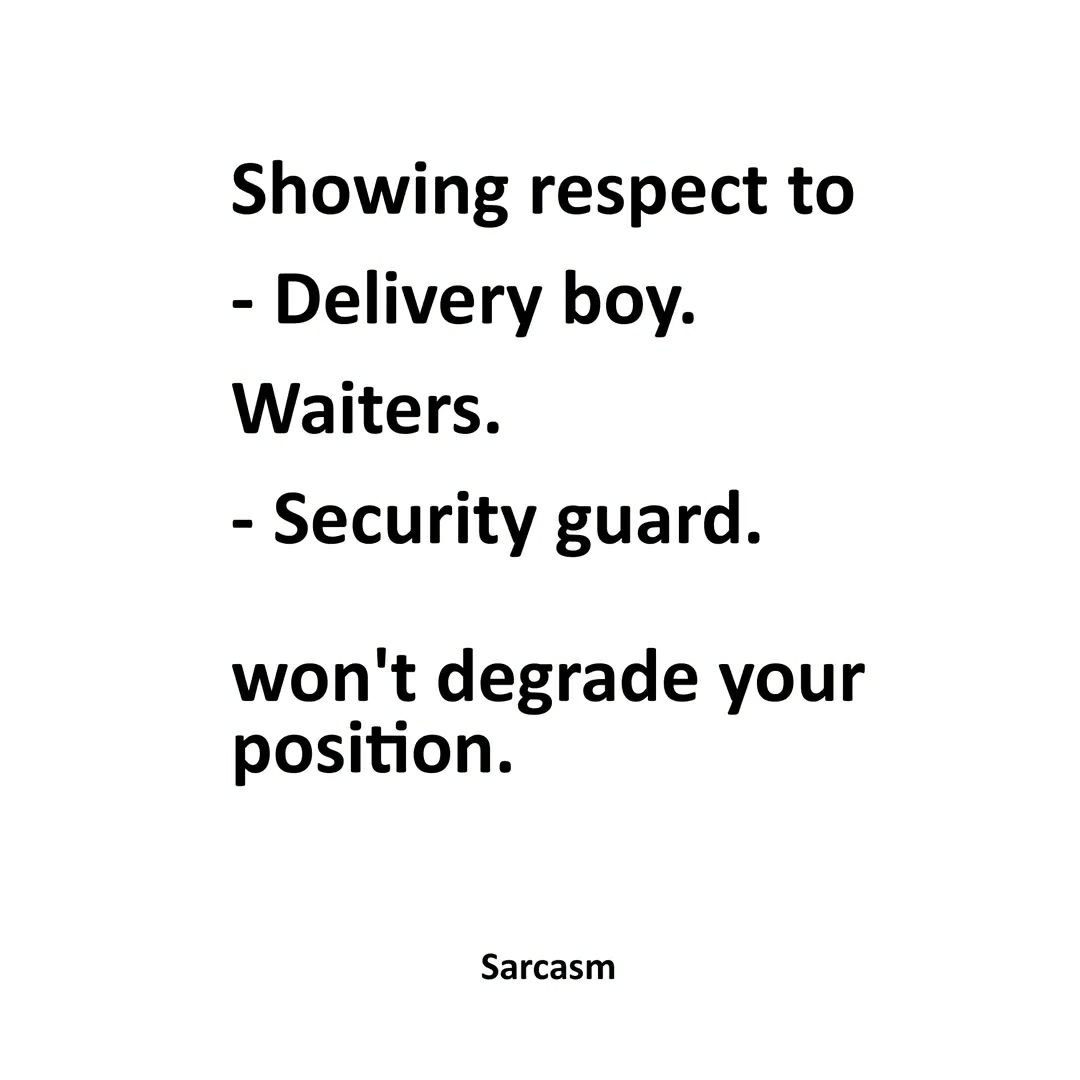 Showing respect to
- Delivery boy.
Waiters.
- Security guard.
won't degrade your
position.
Sarcasm